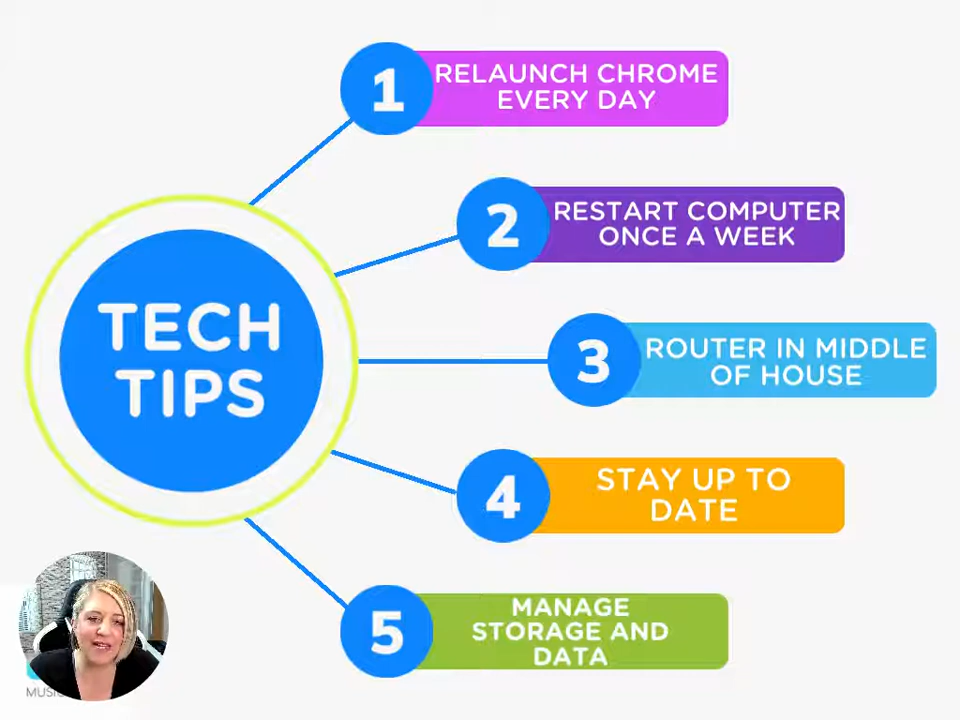 1
RELAUNCH CHROME
EVERY DAY
2
RESTART COMPUTER
ONCE A WEEK
TECH
TIPS
3
ROUTER IN MIDDLE
OF HOUSE
4
STAY UP TO
DATE
5
MANAGE
STORAGE AND
DATA